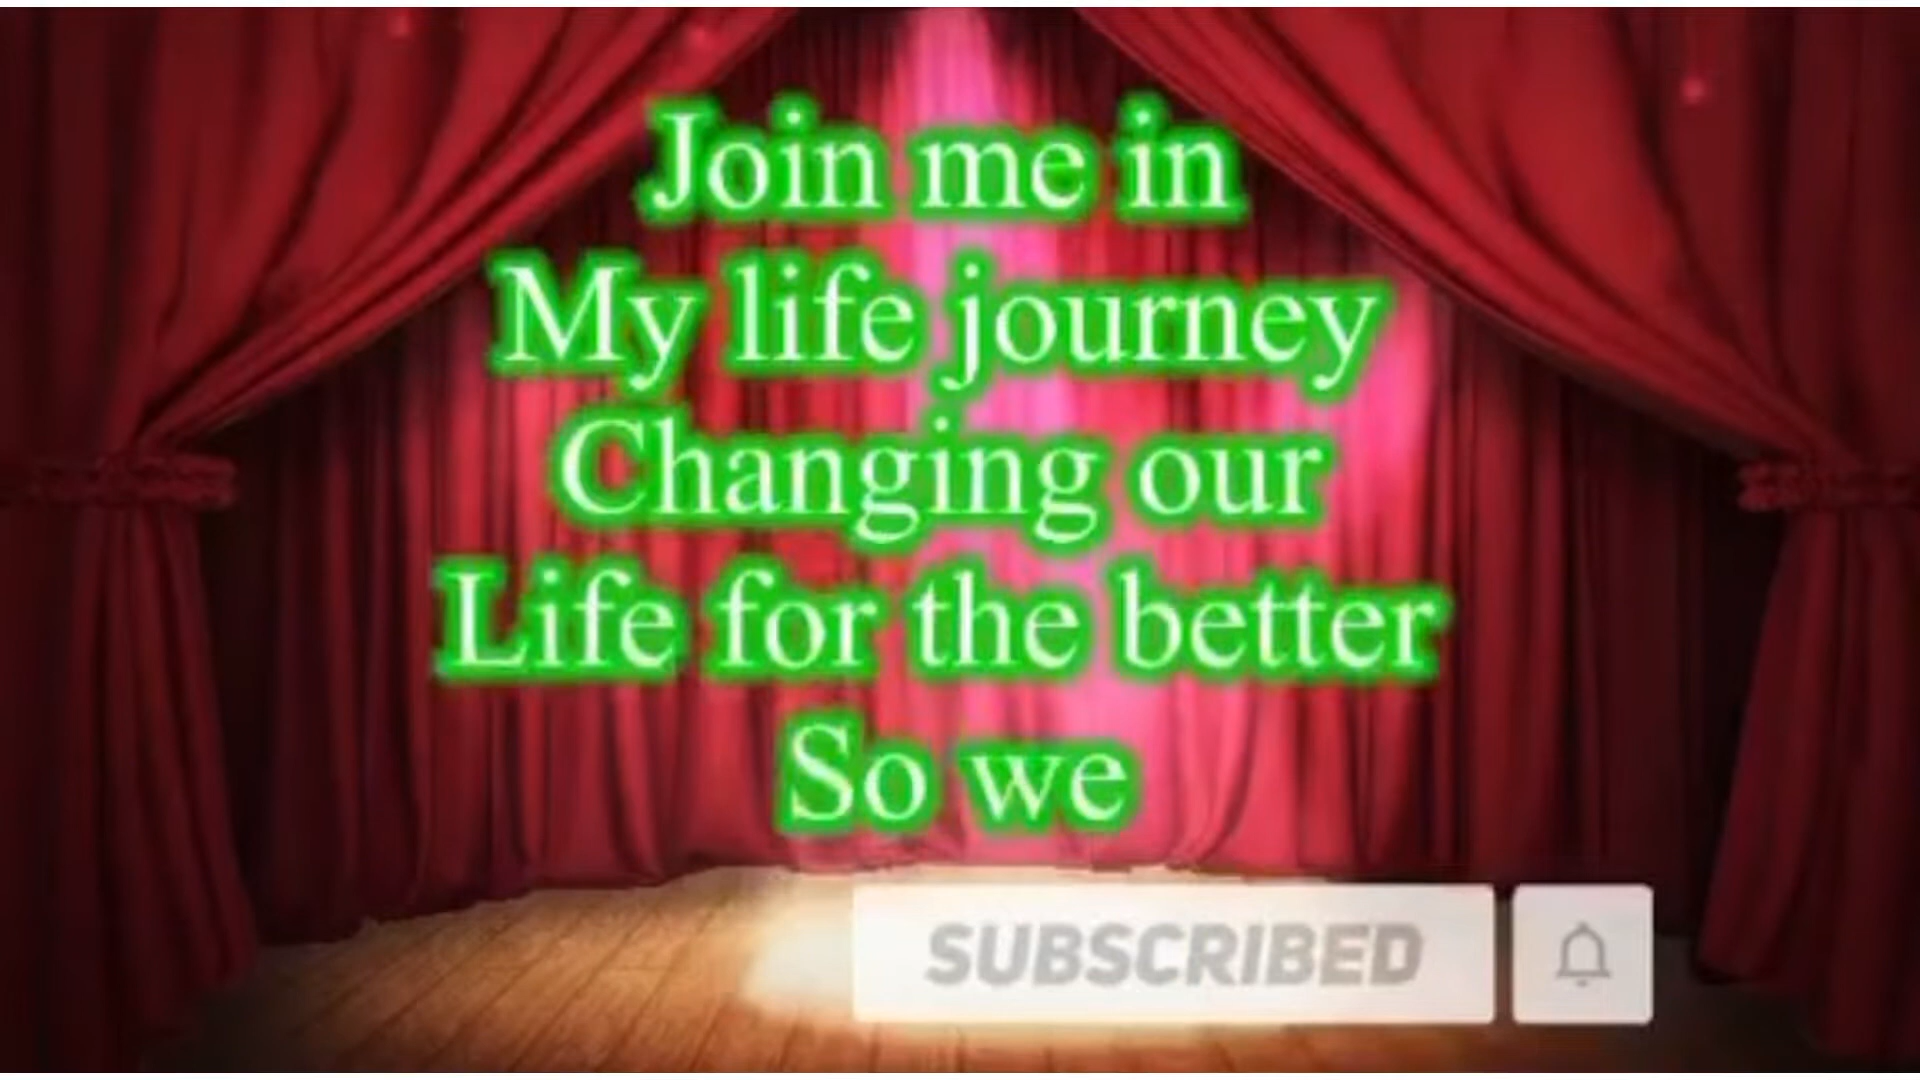 Join me in
My life journey
Changing our
Life for the better
So we
SUBSCRIBED